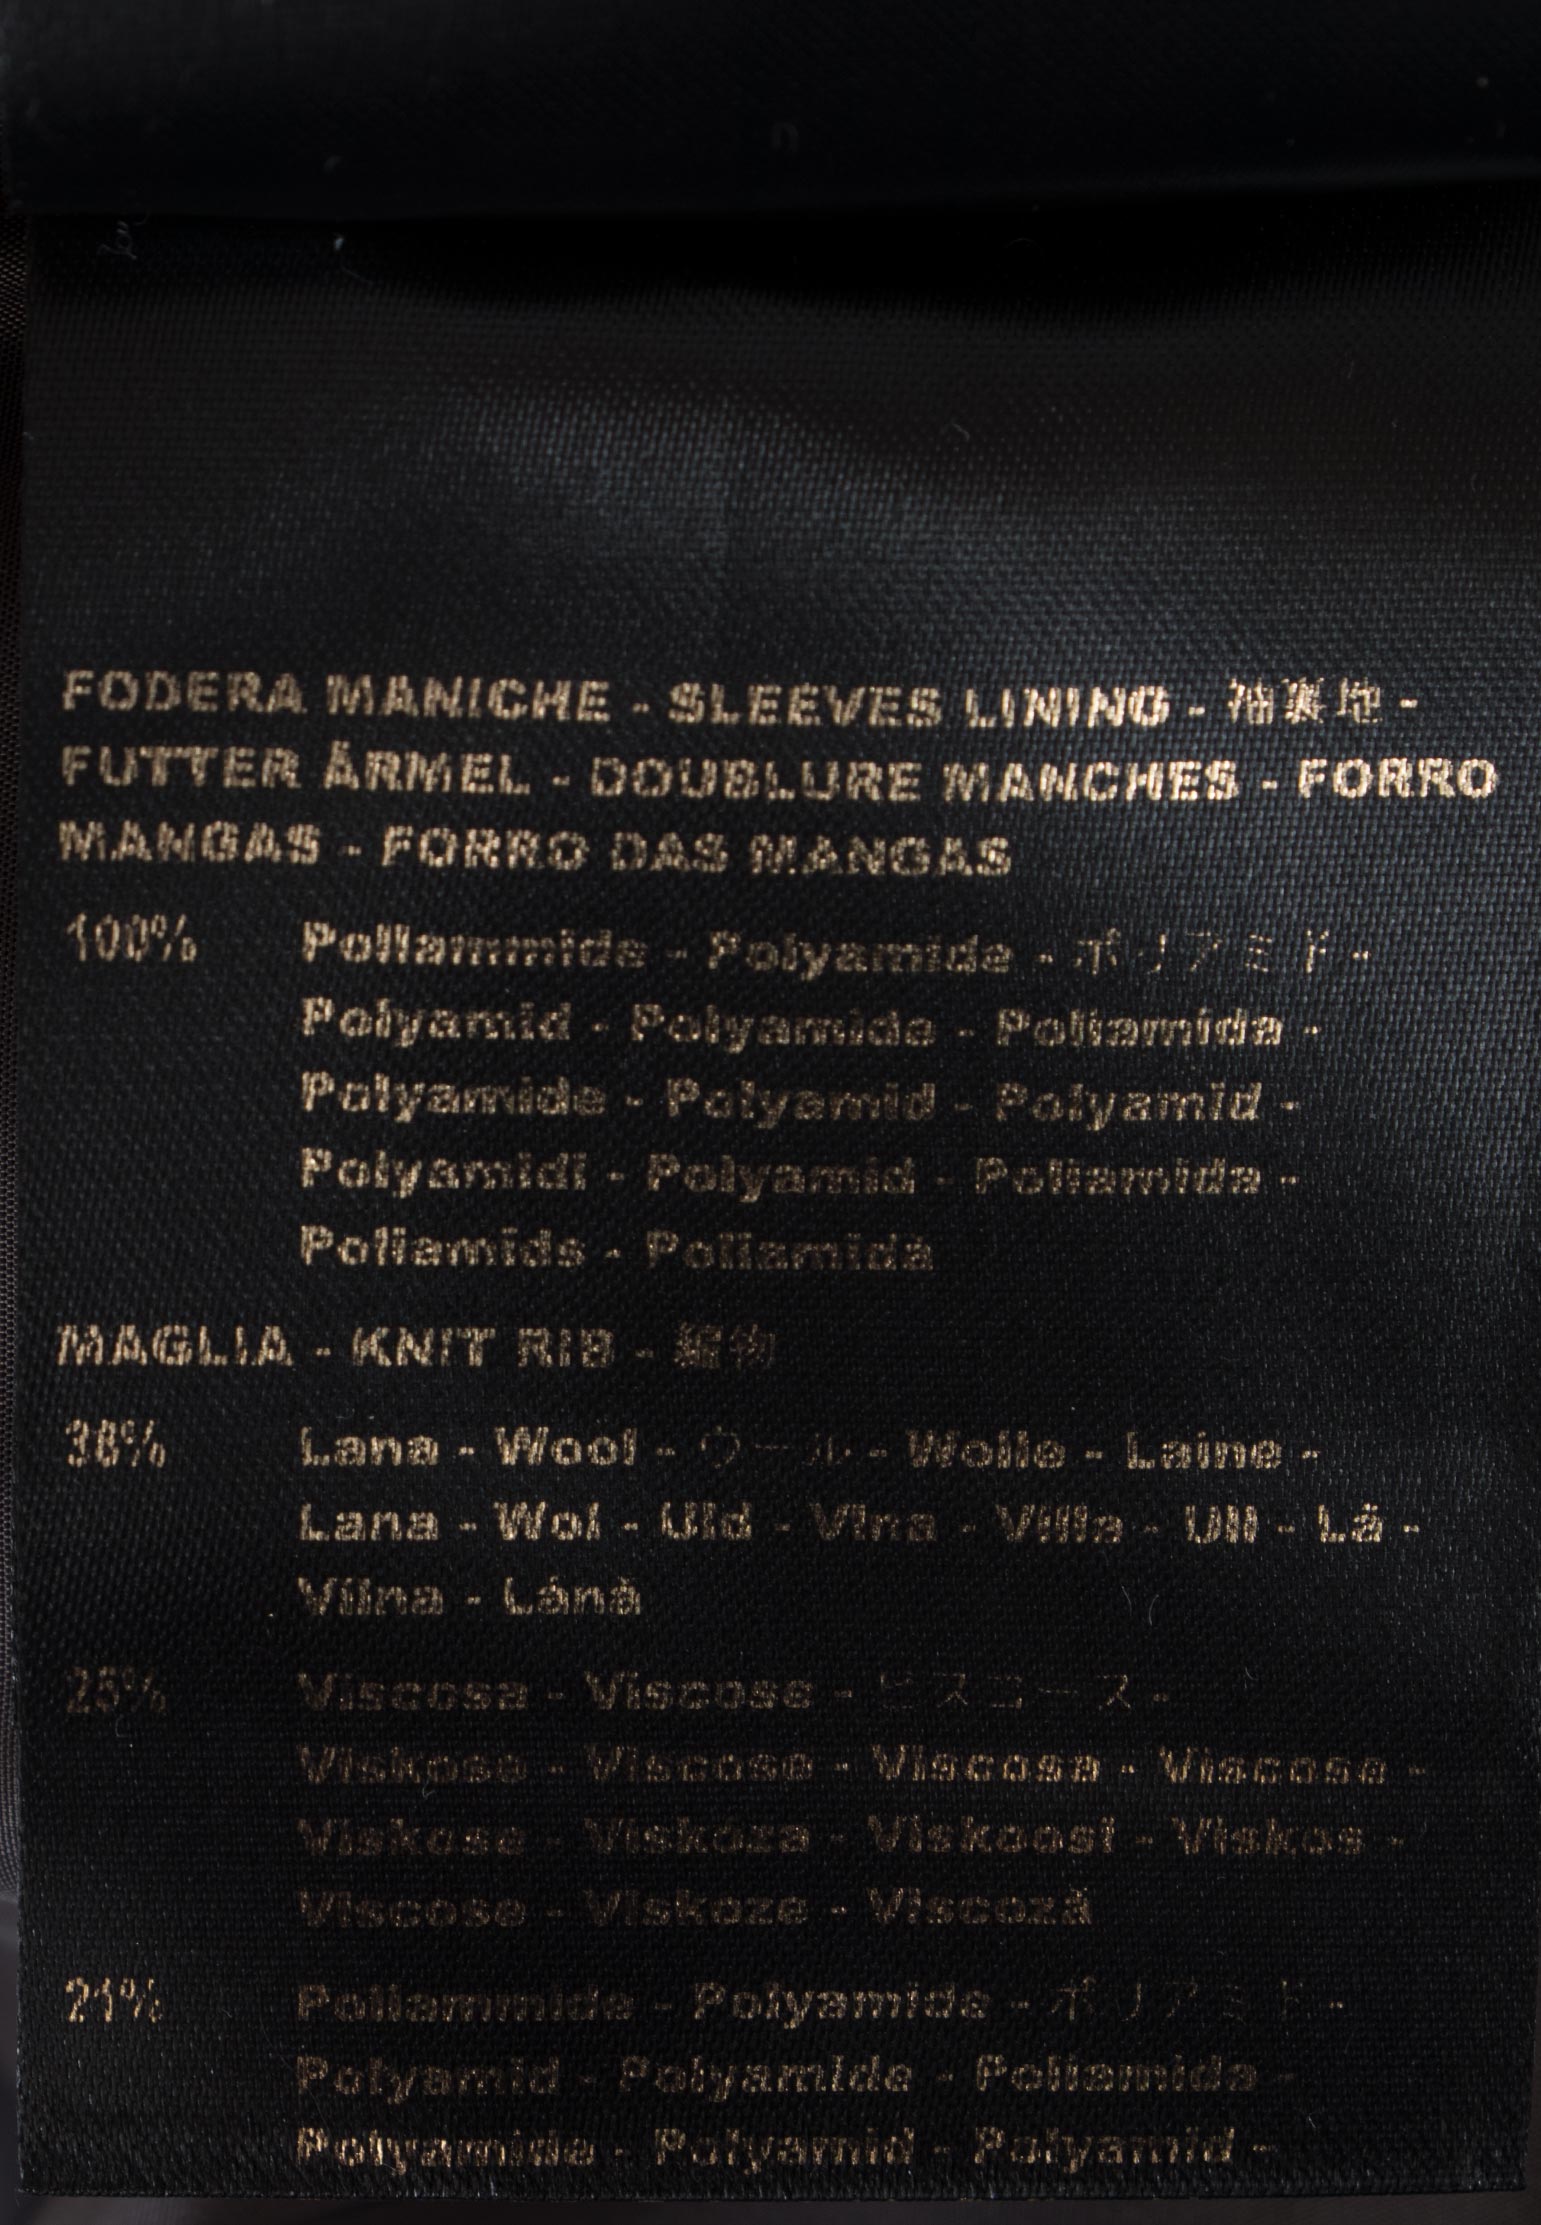 FODERA MANICHE - SLEEVES LINING - 袖裏地 -
FUTTER ÄRMEL - DOUBLURE MANCHES - FORRO
MANGAS - FORRO DAS MANGAS
100% Poliammide - Polyamide - ポリアミド -
Polyamid - Polyamide - Poliamida -
Polyamide - Polyamid - Polyamid -
Polyamidi - Polyamid - Poliamida -
Poliamids - Poliamidă
MAGLIA - KNIT RIB - 編物
Lana - Wool - ウール - Wolle - Laine -
Lana - Wol - Uld - Vlna - Villa - Ull - Lã -
Vilna - Lână
25% Viscosa - Viscose - ビスコース -
Viskose - Viscose - Viscosa - Viscose -
Viskose - Viskóza - Viskoosi - Viskos -
Viscose - Viskoze - Viscoză
21% Poliammide - Polyamide - ポリアミド -
Polyamid - Polyamide - Poliamida -
Polyamide - Polyamid - Polyamid -